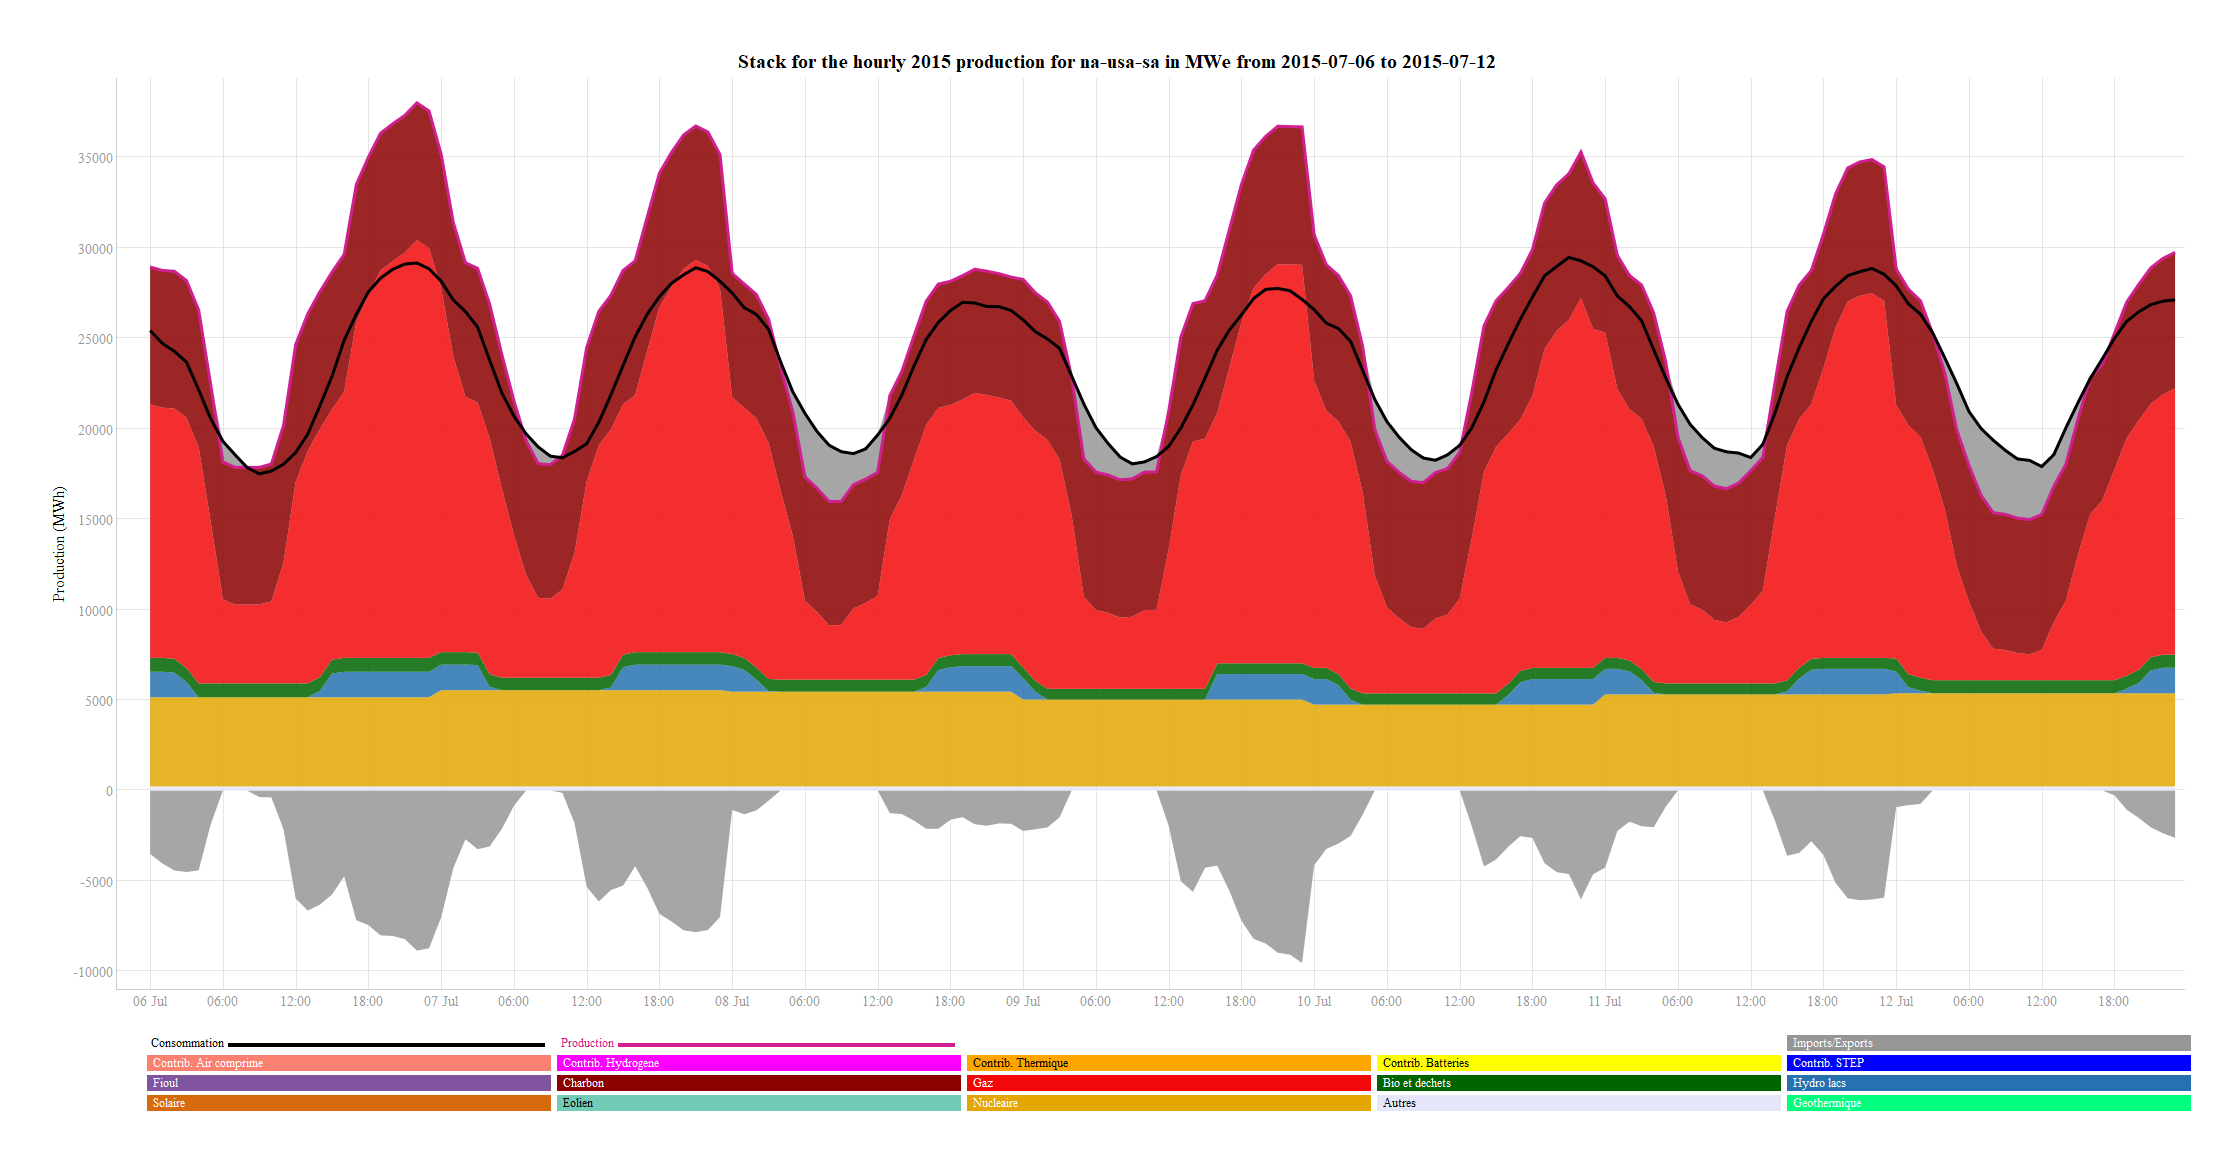 Stack for the hourly 2015 production for na-usa-sa in MWe from 2015-07-06 to 2015-07-12
Production (MWh)
35000
30000
25000
20000
15000
10000
5000
0
-5000
-10000
06 Jul 06:00 12:00 18:00 07 Jul 06:00 12:00 18:00 08 Jul 06:00 12:00 18:00 09 Jul 06:00 12:00 18:00 10 Jul 06:00 12:00 18:00 11 Jul 06:00 12:00 18:00 12 Jul 06:00 12:00 18:00
Consommation Production Imports/Exports
Contrib. Air comprime Contrib. Hydrogene Contrib. Thermique Contrib. Batteries Contrib. STEP
Fioul Charbon Gaz Bio et dechets Hydro lacs
Solaire Eolien Nucleaire Autres Geothermique